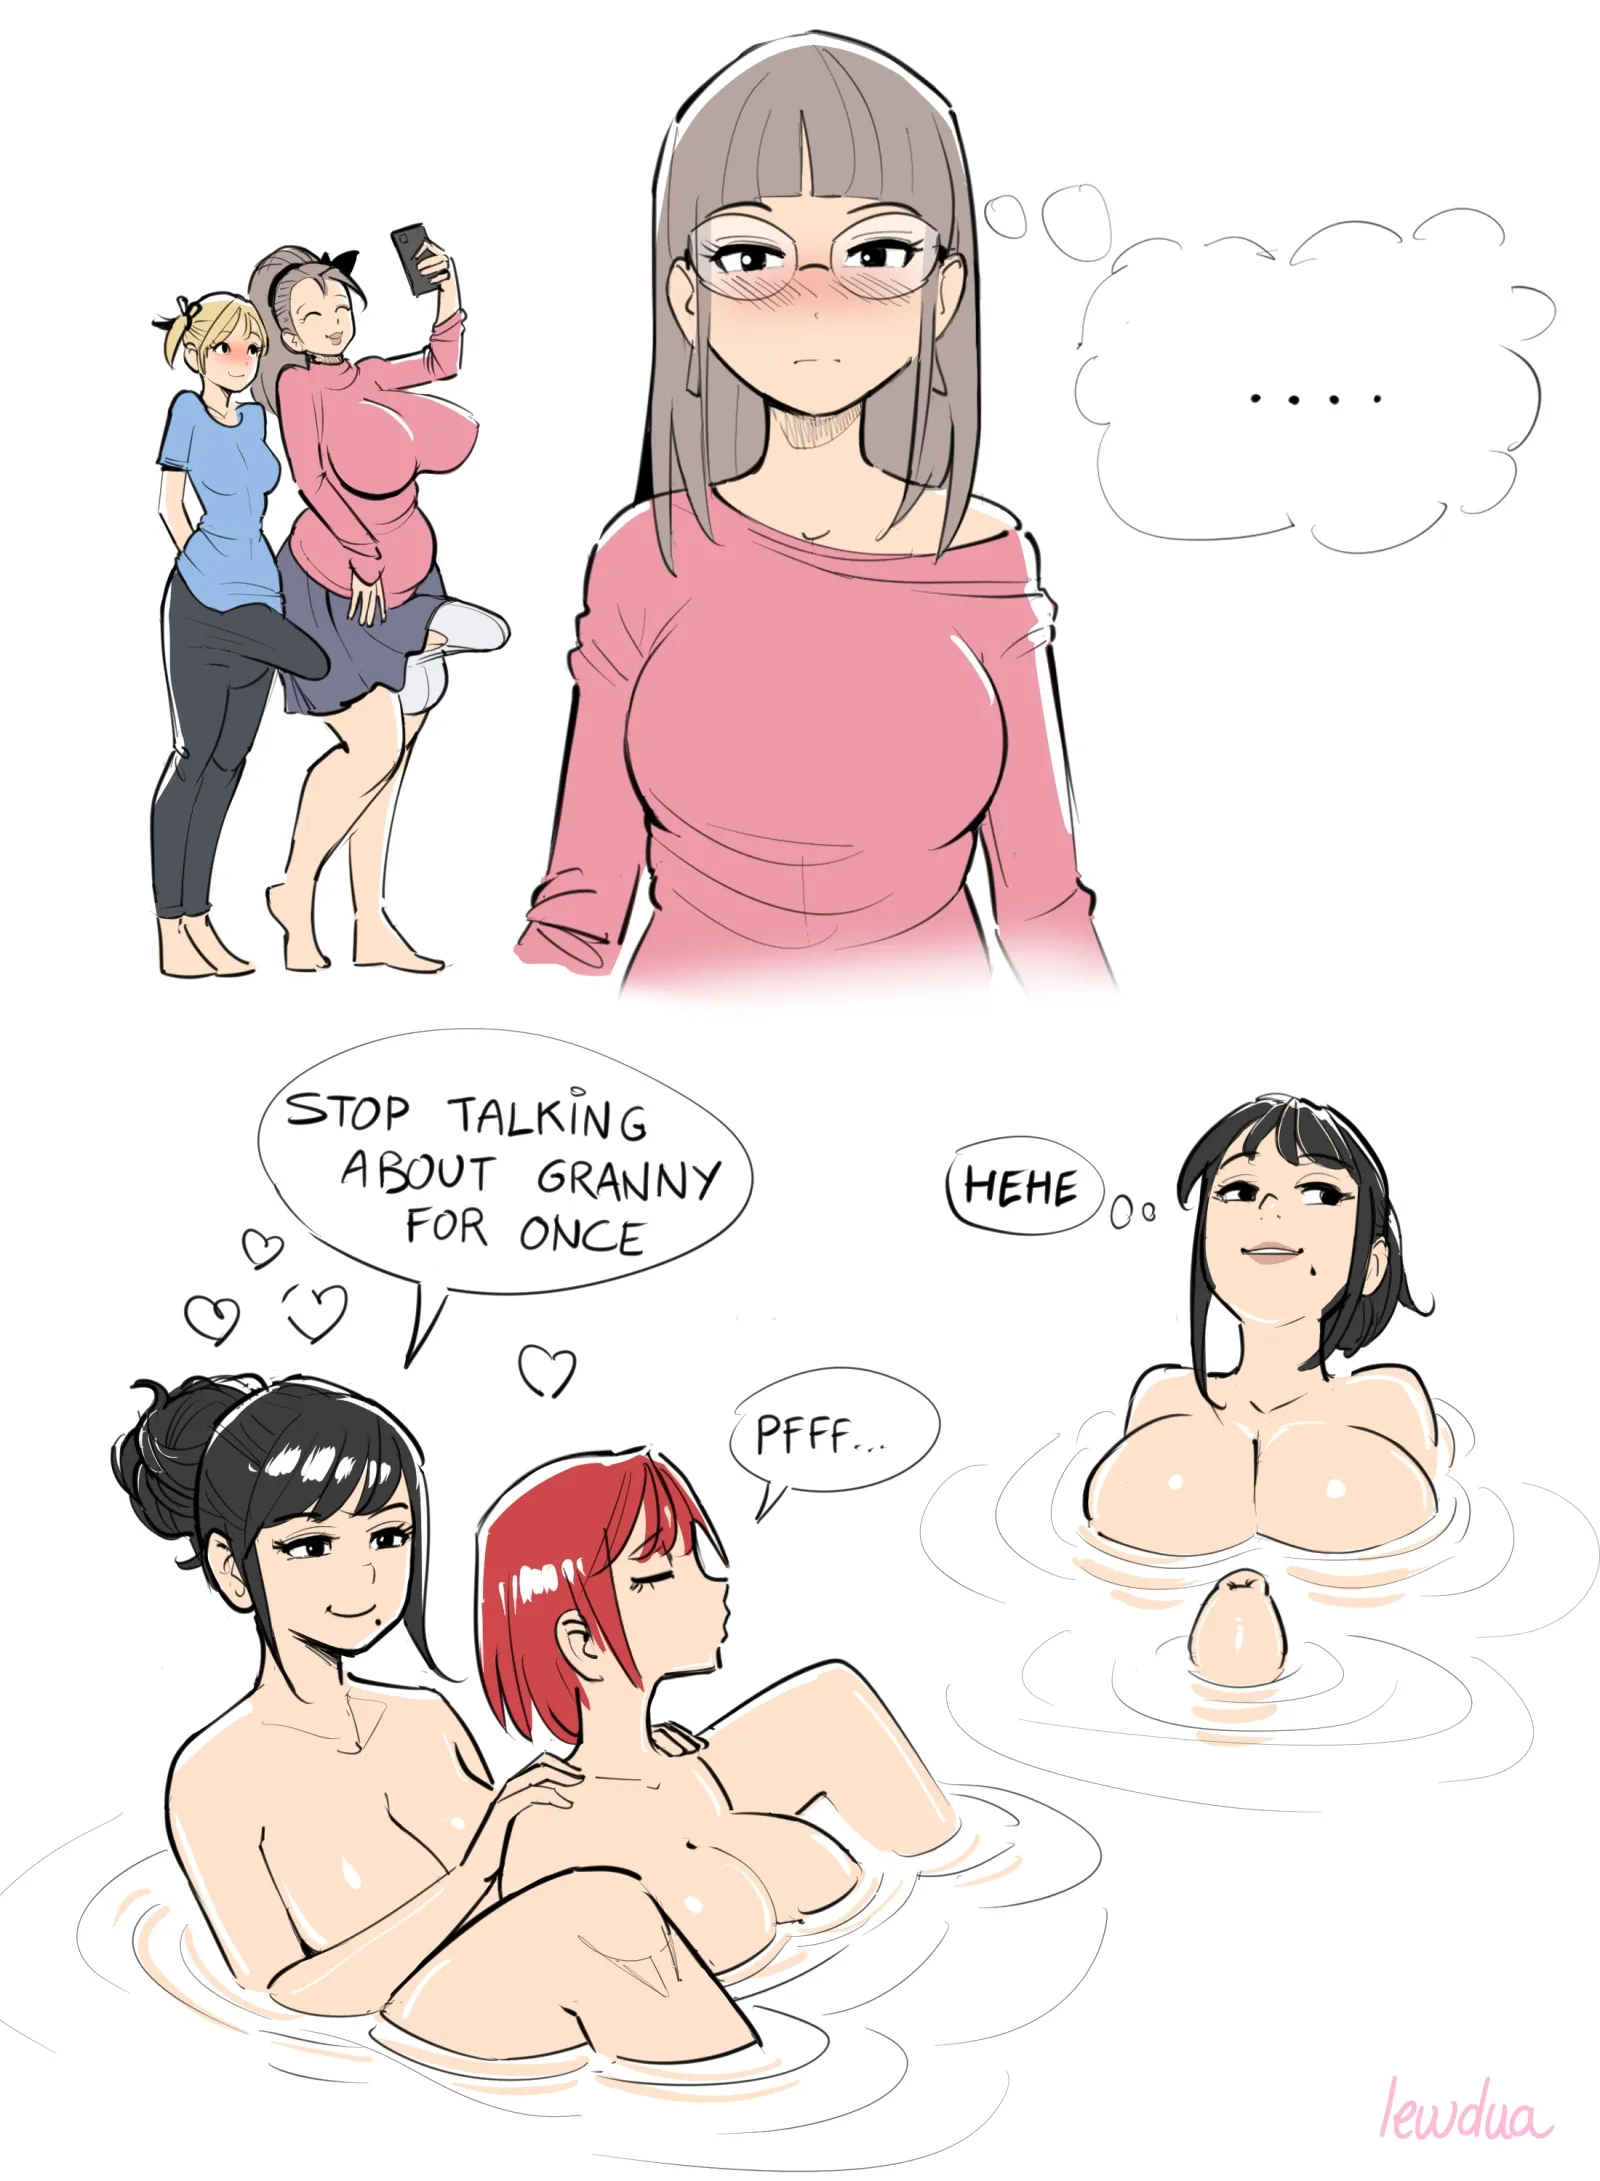 ....
STOP TALKING
ABOUT GRANNY
FOR ONCE
HEHE
PFFF...
lewdua